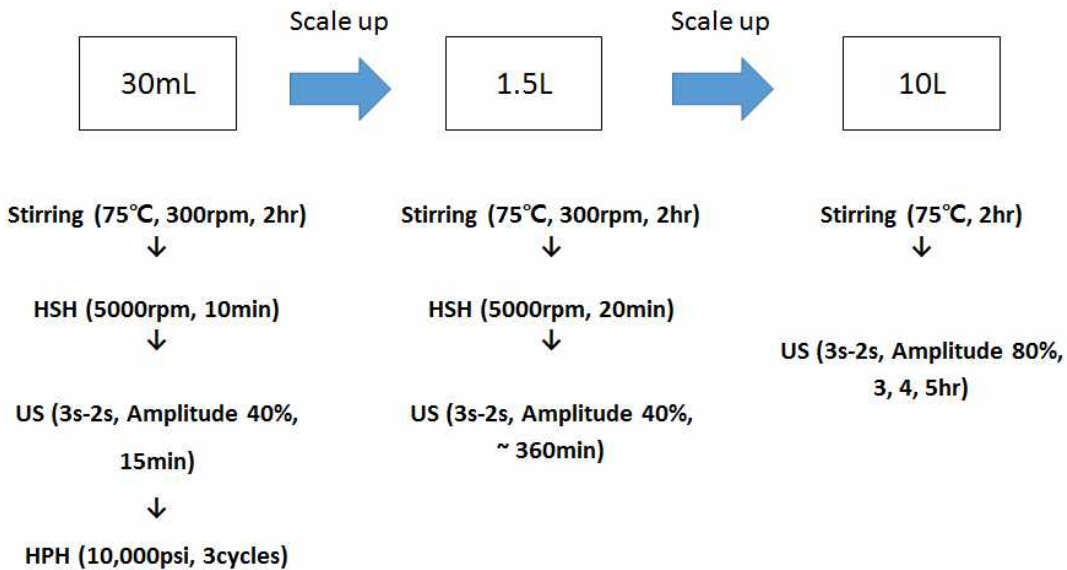 Scale up
Scale up
30mL
1.5L
10L
Stirring (75℃, 300rpm, 2hr)
↓
HSH (5000rpm, 10min)
↓
US (3s-2s, Amplitude 40%,
15min)
↓
HPH (10,000psi, 3cycles)
Stirring (75℃, 300rpm, 2hr)
↓
HSH (5000rpm, 20min)
↓
US (3s-2s, Amplitude 40%,
~ 360min)
Stirring (75℃, 2hr)
↓
US (3s-2s, Amplitude 80%,
3, 4, 5hr)